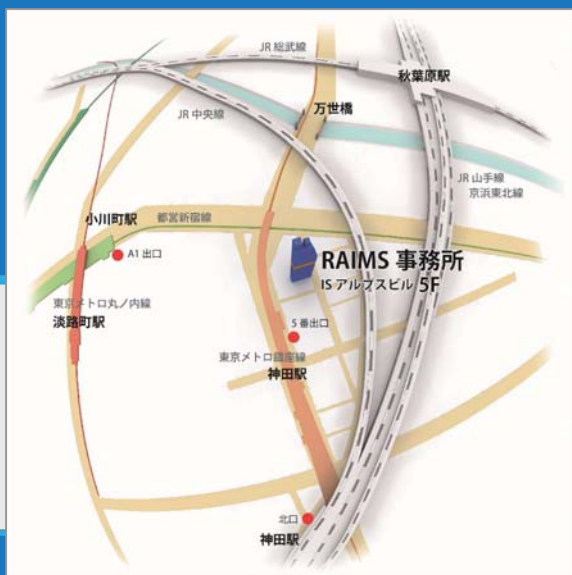 JR 総武線
秋葉原駅
JR 中央線
万世橋
JR 山手線
京浜東北線
小川町駅
都営新宿線
A1 出口
RAIMS 事務所
IS アルプスビル 5F
東京メトロ丸ノ内線
淡路町駅
5 番出口
東京メトロ銀座線
神田駅
北口
神田駅